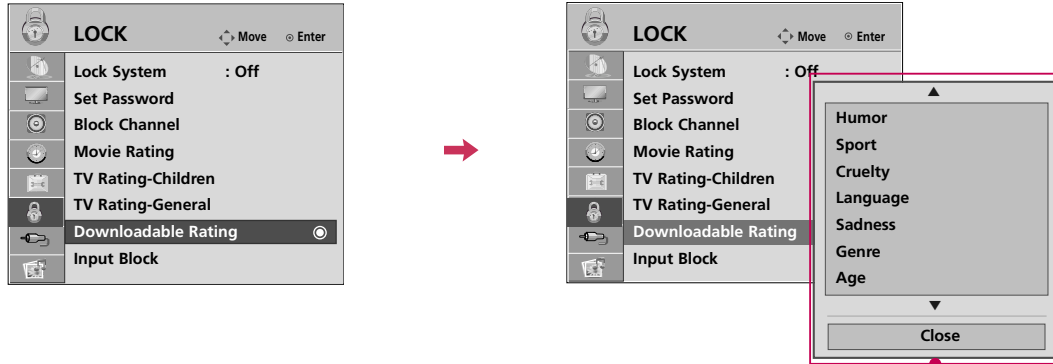 LOCK
Move
Enter
Lock System : Off
Set Password
Block Channel
Movie Rating
TV Rating-Children
TV Rating-General
Downloadable Rating
Input Block
LOCK
Move
Enter
Lock System : Off
Set Password
Block Channel
Movie Rating
TV Rating-Children
TV Rating-General
Downloadable Rating
Input Block
Humor
Sport
Cruelty
Language
Sadness
Genre
Age
Close